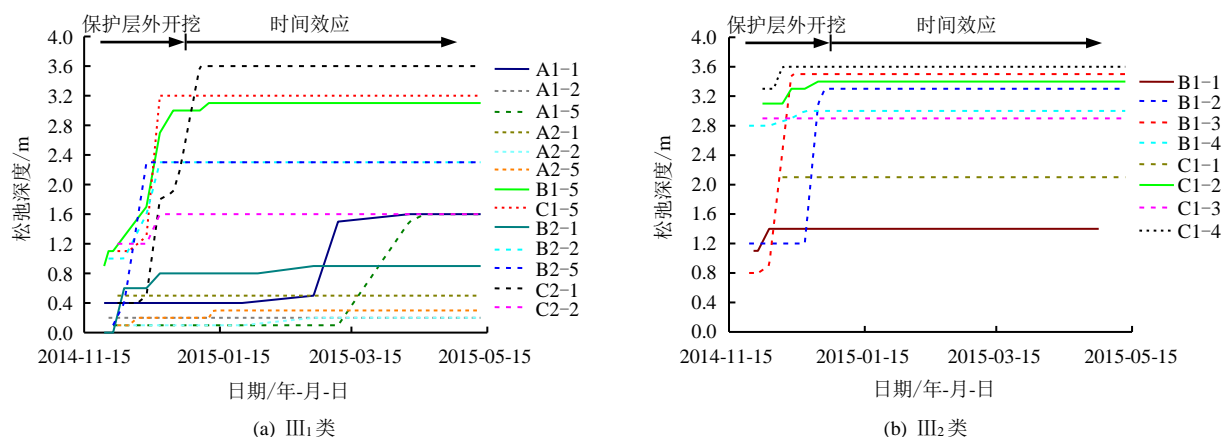 保护层外开挖
时间效应
4.0
3.6
3.2
2.8
2.4
2.0
1.6
1.2
0.8
0.4
0.0
松弛深度/m
2014-11-15
2015-01-15
2015-03-15
2015-05-15
日期/年-月-日
A1-1
A1-2
A1-5
A2-1
A2-2
A2-5
B1-5
C1-5
B2-1
B2-2
B2-5
C2-1
C2-2
(a) Ⅲ₁类
保护层外开挖
时间效应
4.0
3.6
3.2
2.8
2.4
2.0
1.6
1.2
0.8
0.4
0.0
松弛深度/m
2014-11-15
2015-01-15
2015-03-15
2015-05-15
日期/年-月-日
B1-1
B1-2
B1-3
B1-4
C1-1
C1-2
C1-3
C1-4
(b) Ⅲ₂类